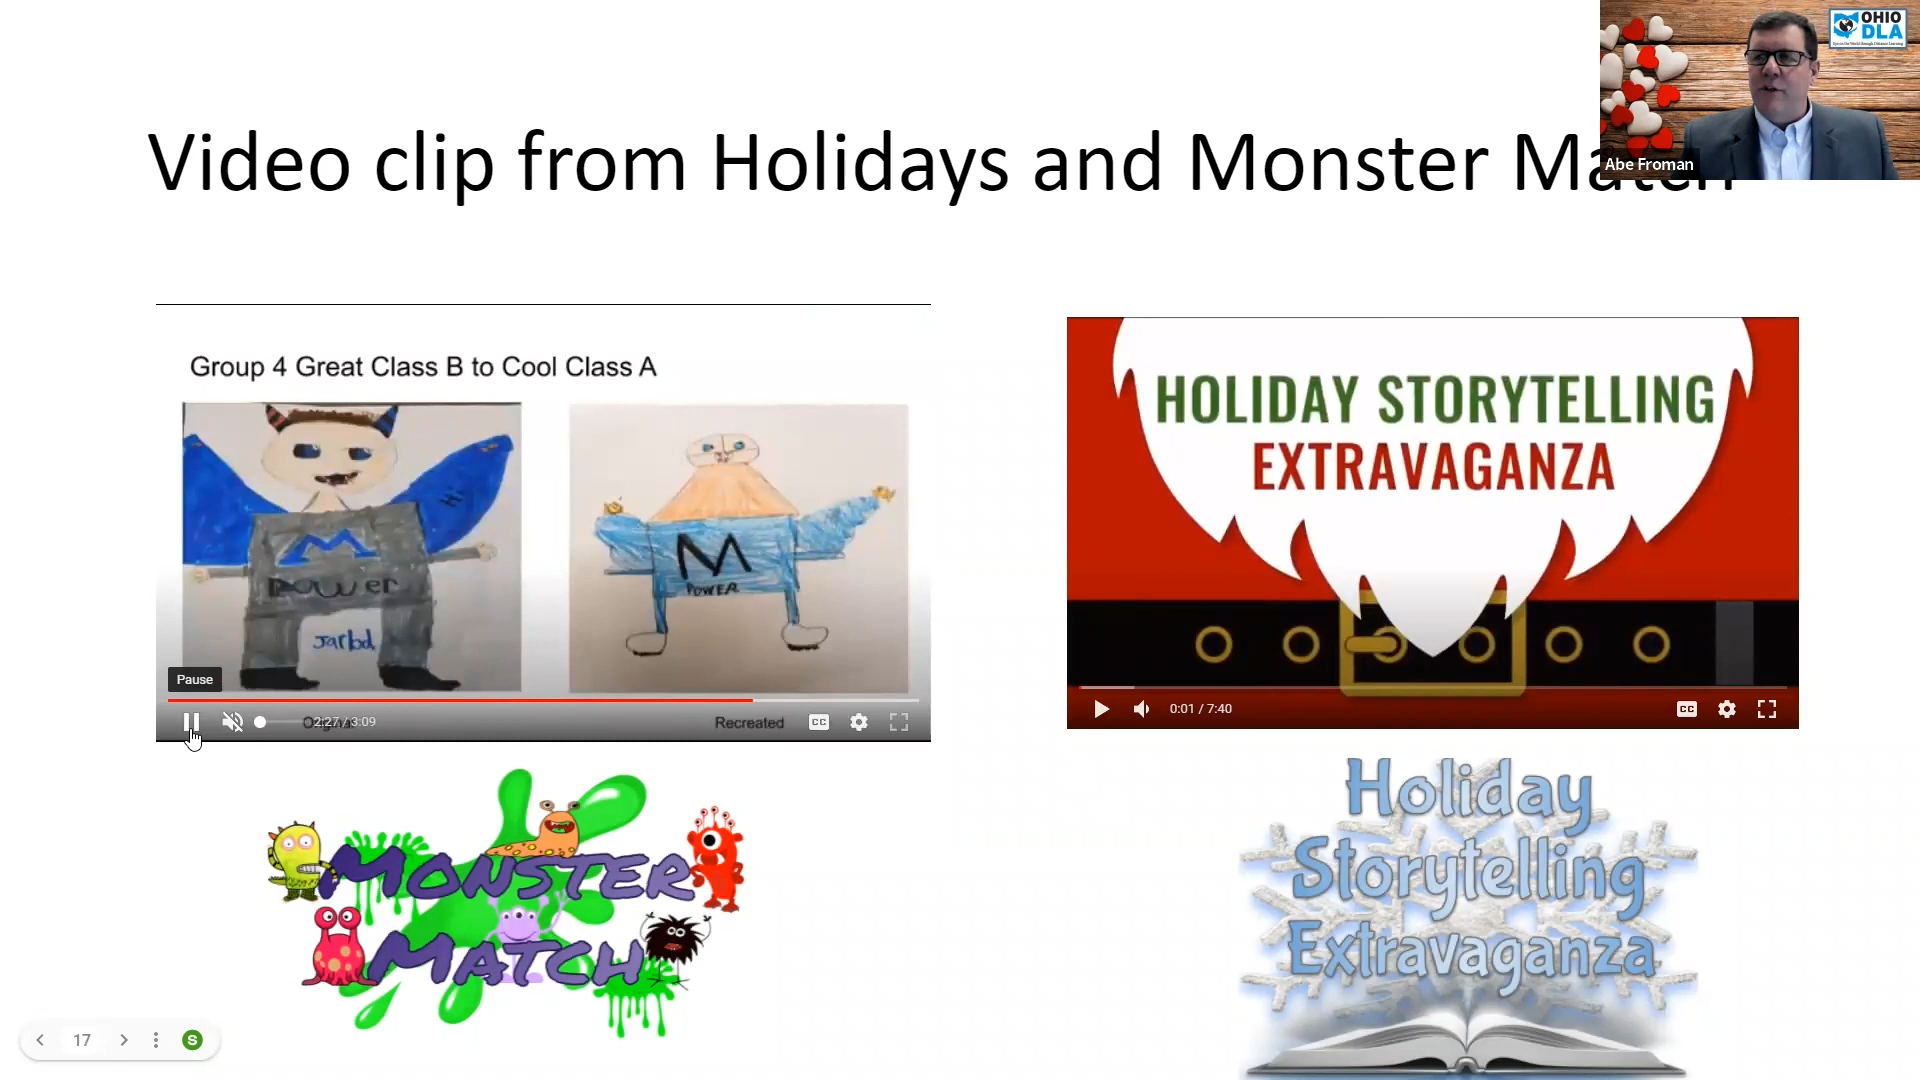 Video clip from Holidays and Monster Ma
OHIO
DLA
Abe Froman
Group 4 Great Class B to Cool Class A
M
Power
Jarbd
M
POWER
Pause
2:27 / 3:09
Recreated
CC
HOLIDAY STORYTELLING
EXTRAVAGANZA
0:01 / 7:40
CC
MONSTER
MATCH
Holiday
Storytelling
Extravaganza
17
S